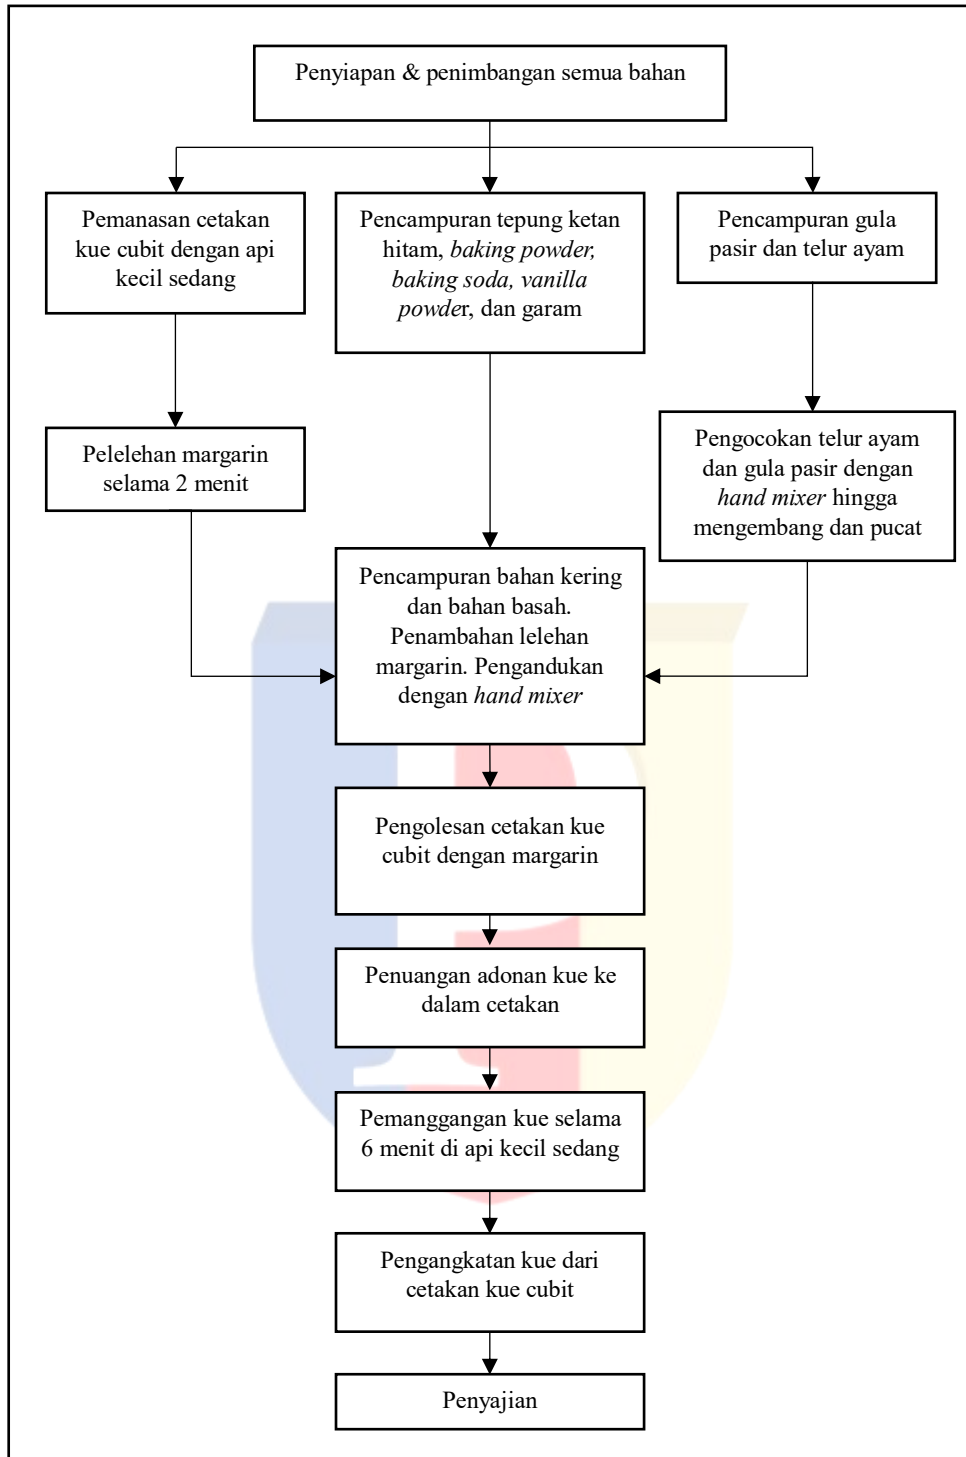 Penyiapan & penimbangan semua bahan
Pemanasan cetakan
kue cubit dengan api
kecil sedang
Pencampuran tepung ketan
hitam, baking powder,
baking soda, vanilla
powder, dan garam
Pencampuran gula
pasir dan telur ayam
Pelelehan margarin
selama 2 menit
Pengocokan telur ayam
dan gula pasir dengan
hand mixer hingga
mengembang dan pucat
Pencampuran bahan kering
dan bahan basah.
Penambahan lelehan
margarin. Pengandukan
dengan hand mixer
Pengolesan cetakan kue
cubit dengan margarin
Penuangan adonan kue ke
dalam cetakan
Pemanggangan kue selama
6 menit di api kecil sedang
Pengangkatan kue dari
cetakan kue cubit
Penyajian